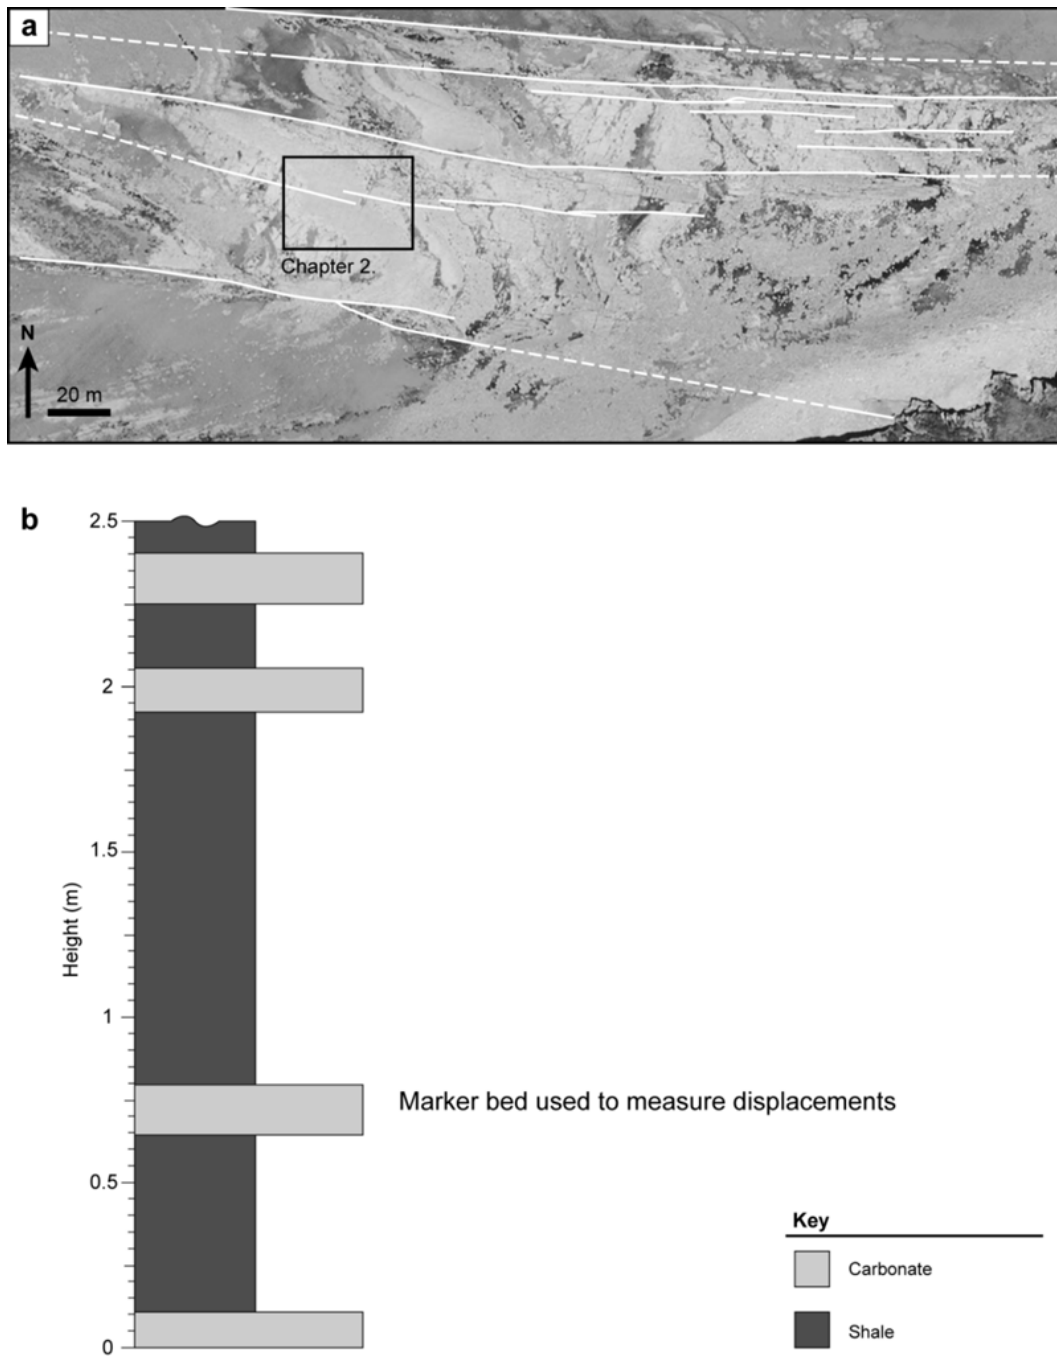 a
Chapter 2.
N
20 m
b
2.5
2
1.5
Height (m)
1
Marker bed used to measure displacements
0.5
0
Key
Carbonate
Shale